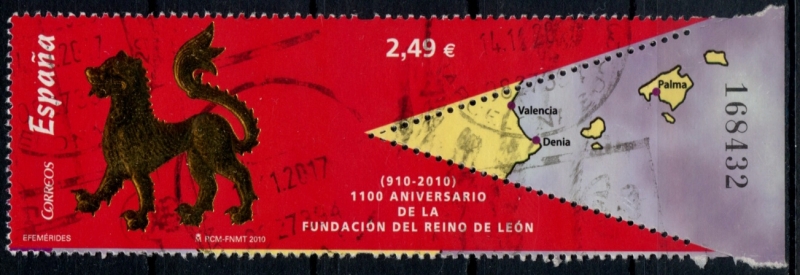 España
CORREOS
EFEMÉRIDES
PCM-FNMT 2010
2,49 €
(910-2010)
1100 ANIVERSARIO
DE LA
FUNDACIÓN DEL REINO DE LEÓN
Valencia
Denia
Palma
168432